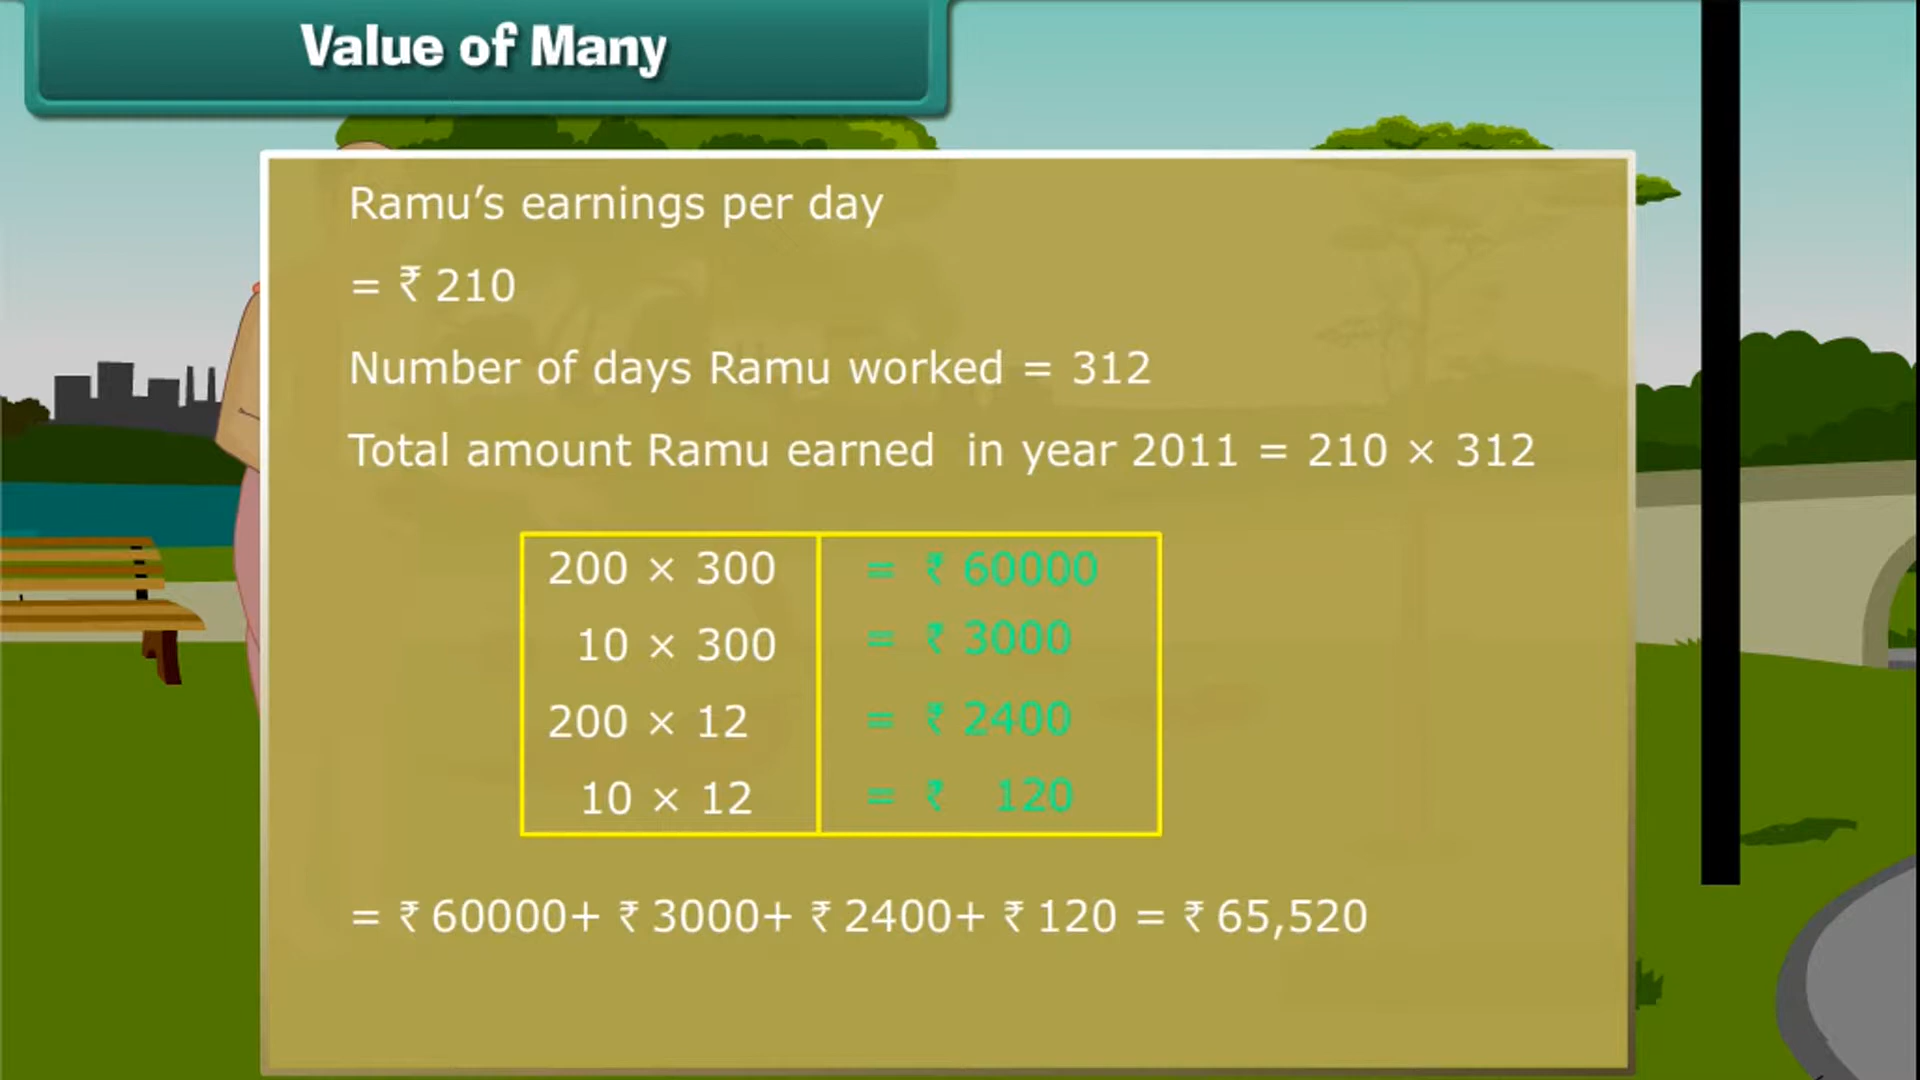 Value of Many
Ramu’s earnings per day
= ₹ 210
Number of days Ramu worked = 312
Total amount Ramu earned in year 2011 = 210 × 312
200 × 300 = ₹ 60000
10 × 300 = ₹ 3000
200 × 12 = ₹ 2400
10 × 12 = ₹ 120
= ₹ 60000+ ₹ 3000+ ₹ 2400+ ₹ 120 = ₹ 65,520